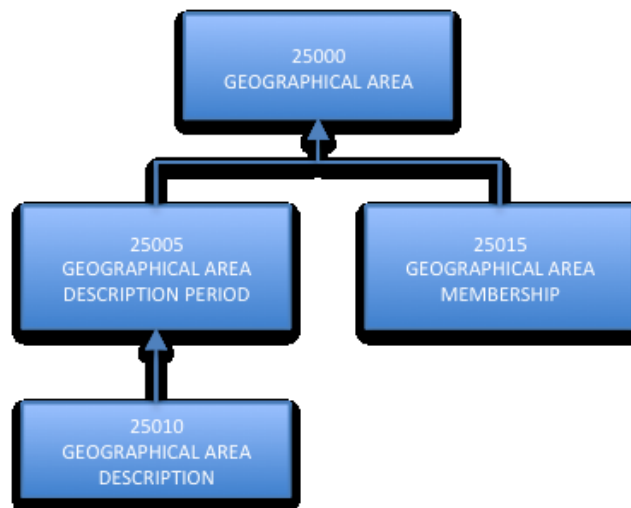 25000
GEOGRAPHICAL AREA
25005
GEOGRAPHICAL AREA
DESCRIPTION PERIOD
25015
GEOGRAPHICAL AREA
MEMBERSHIP
25010
GEOGRAPHICAL AREA
DESCRIPTION